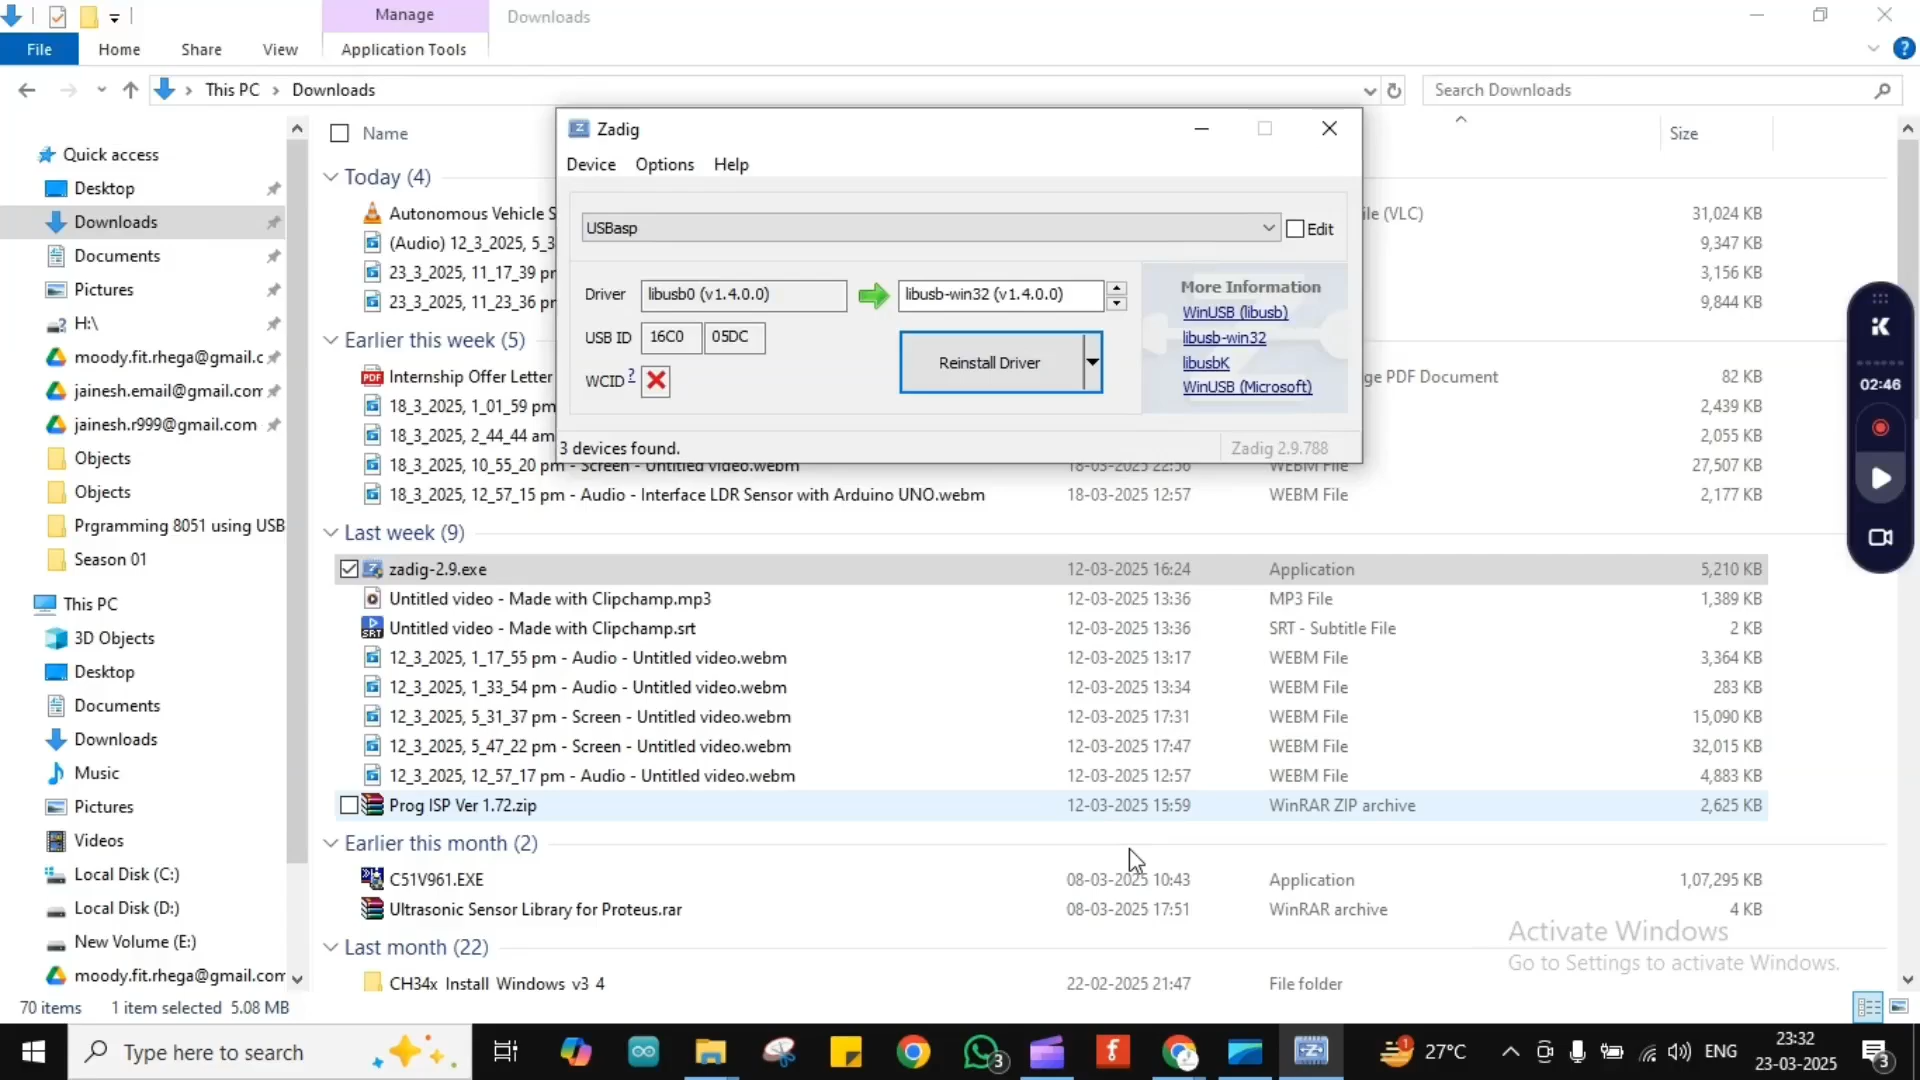 Manage
Downloads
File
Home
Share
View
Application Tools
This PC
Downloads
Search Downloads
Quick access
Desktop
Downloads
Documents
Pictures
H:\
moody.fit.rhega@gmail.c
jainesh.email@gmail.com
jainesh.r999@gmail.com
Objects
Objects
Prgramming 8051 using USB
Season 01
This PC
3D Objects
Desktop
Documents
Downloads
Music
Pictures
Videos
Local Disk (C:)
Local Disk (D:)
New Volume (E:)
moody.fit.rhega@gmail.com
Name
Size
Today (4)
Autonomous Vehicle S
ile (VLC)
31,024 KB
(Audio) 12_3_2025, 5_3
9,347 KB
23_3_2025, 11_17_39 pr
3,156 KB
23_3_2025, 11_23_36 pr
9,844 KB
Earlier this week (5)
Internship Offer Letter
ge PDF Document
82 KB
18_3_2025, 1_01_59 pm
2,439 KB
18_3_2025, 2_44_44 am
2,055 KB
18_3_2025, 10_55_20 pm - Screen - Untitled video.webm
18-03-2025 22:56
WEBM File
27,507 KB
18_3_2025, 12_57_15 pm - Audio - Interface LDR Sensor with Arduino UNO.webm
18-03-2025 12:57
WEBM File
2,177 KB
Last week (9)
zadig-2.9.exe
12-03-2025 16:24
Application
5,210 KB
Untitled video - Made with Clipchamp.mp3
12-03-2025 13:36
MP3 File
1,389 KB
Untitled video - Made with Clipchamp.srt
12-03-2025 13:36
SRT - Subtitle File
2 KB
12_3_2025, 1_17_55 pm - Audio - Untitled video.webm
12-03-2025 13:17
WEBM File
3,364 KB
12_3_2025, 1_33_54 pm - Audio - Untitled video.webm
12-03-2025 13:34
WEBM File
283 KB
12_3_2025, 5_31_37 pm - Screen - Untitled video.webm
12-03-2025 17:31
WEBM File
15,090 KB
12_3_2025, 5_47_22 pm - Screen - Untitled video.webm
12-03-2025 17:47
WEBM File
32,015 KB
12_3_2025, 12_57_17 pm - Audio - Untitled video.webm
12-03-2025 12:57
WEBM File
4,883 KB
Prog ISP Ver 1.72.zip
12-03-2025 15:59
WinRAR ZIP archive
2,625 KB
Earlier this month (2)
C51V961.EXE
08-03-2025 10:43
Application
1,07,295 KB
Ultrasonic Sensor Library for Proteus.rar
08-03-2025 17:51
WinRAR archive
4 KB
Last month (22)
CH34x_Install_Windows_v3_4
22-02-2025 21:47
File folder
Zadig
Device
Options
Help
USBasp
Edit
Driver
libusb0 (v1.4.0.0)
libusb-win32 (v1.4.0.0)
USB ID
16C0
05DC
WCID ?
Reinstall Driver
More Information
WinUSB (libusb)
libusb-win32
libusbK
WinUSB (Microsoft)
3 devices found.
Zadig 2.9.788
02:46
Activate Windows
Go to Settings to activate Windows.
70 items
1 item selected 5.08 MB
Type here to search
3
1
27°C
ENG
23:32
23-03-2025
3